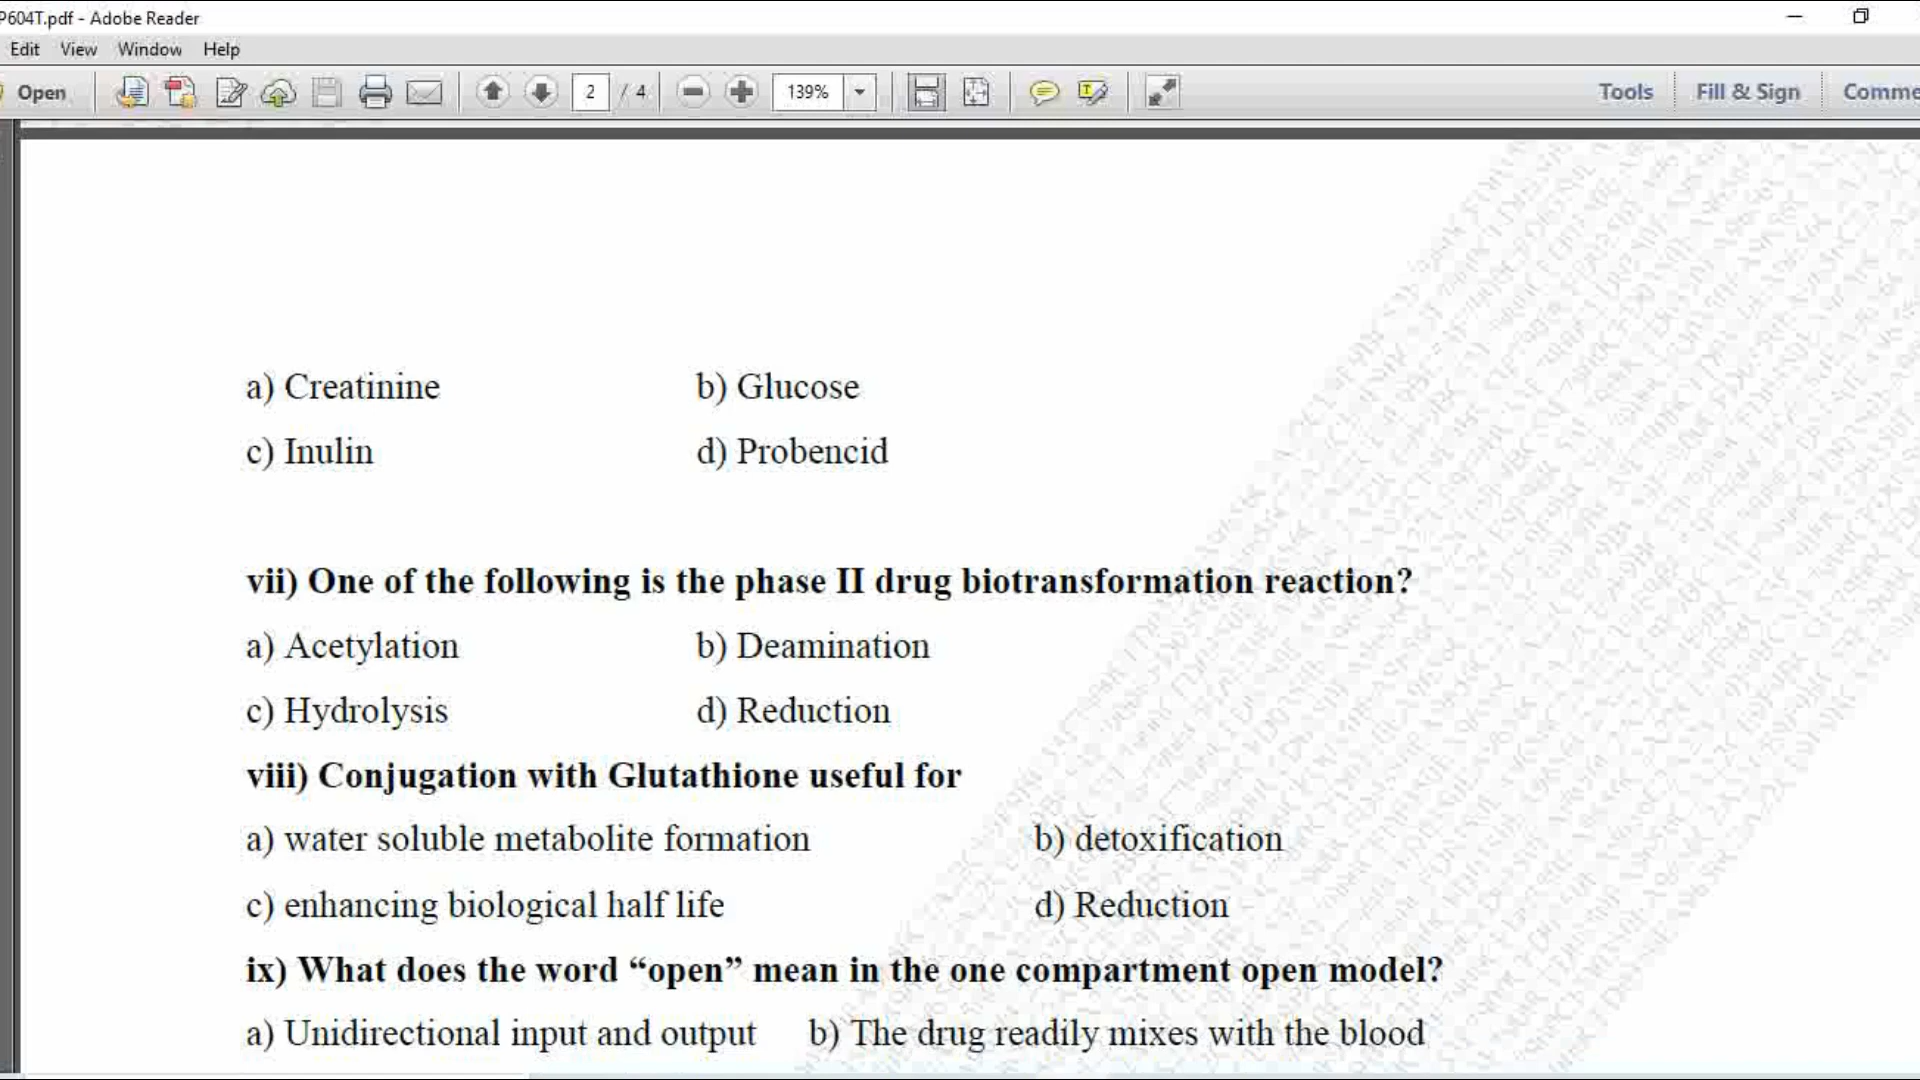 P604T.pdf - Adobe Reader
Edit View Window Help
Open 2 / 4 139% Tools Fill & Sign Comme
a) Creatinine b) Glucose
c) Inulin d) Probencid
vii) One of the following is the phase II drug biotransformation reaction?
a) Acetylation b) Deamination
c) Hydrolysis d) Reduction
viii) Conjugation with Glutathione useful for
a) water soluble metabolite formation b) detoxification
c) enhancing biological half life d) Reduction
ix) What does the word “open” mean in the one compartment open model?
a) Unidirectional input and output b) The drug readily mixes with the blood